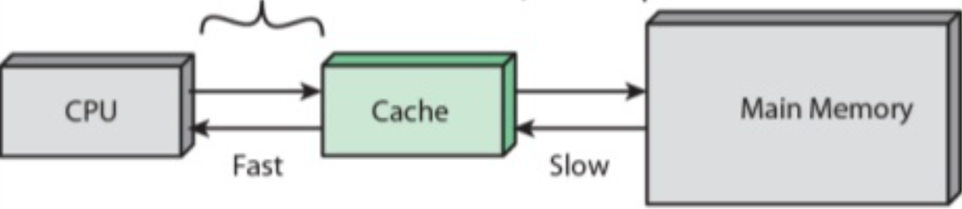 CPU
Cache
Main Memory
Fast
Slow